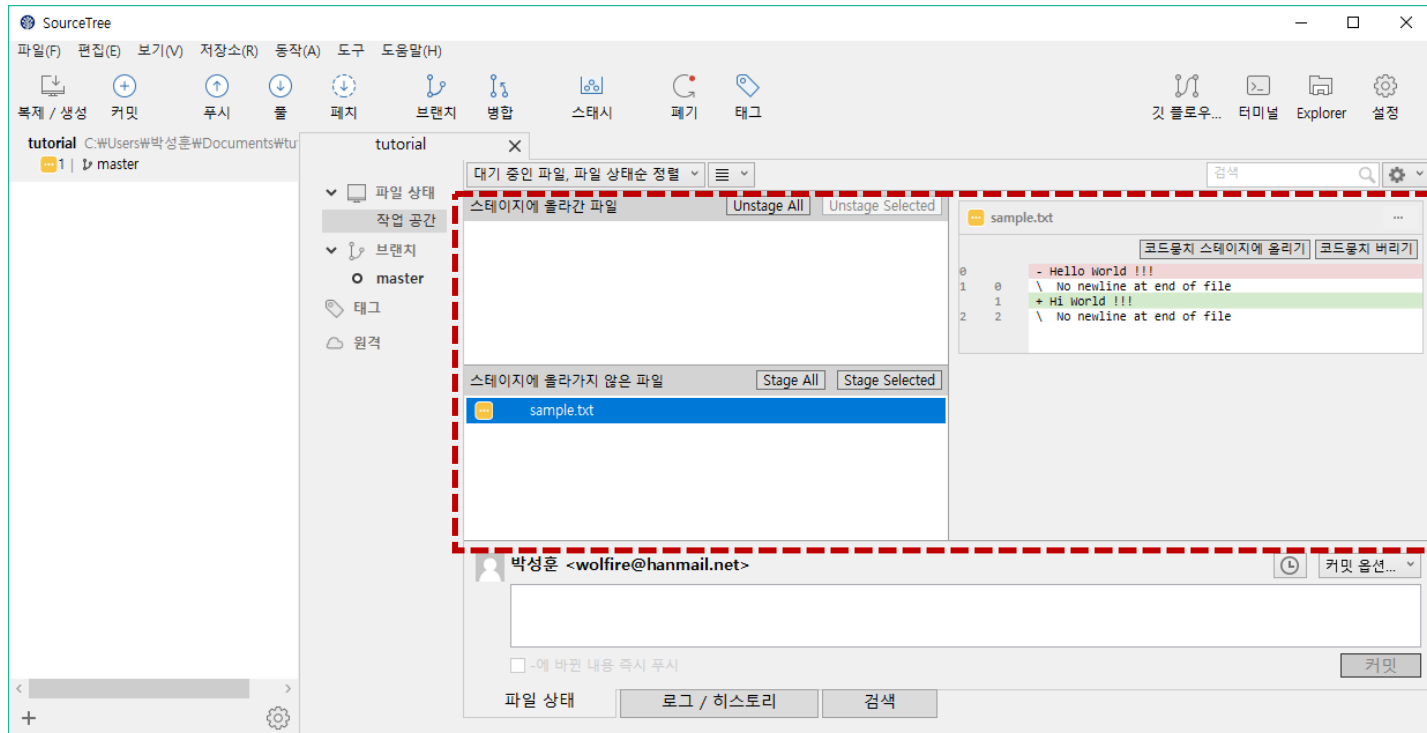 SourceTree
파일(F) 편집(E) 보기(V) 저장소(R) 동작(A) 도구 도움말(H)
복제 / 생성 커밋 푸시 풀 페치 브랜치 병합 스태시 폐기 태그 깃 플로우... 터미널 Explorer 설정
tutorial C:₩Users₩박성훈₩Documents₩tu
1 | master
tutorial
파일 상태
작업 공간
브랜치
master
태그
원격
대기 중인 파일, 파일 상태순 정렬
검색
스테이지에 올라간 파일 Unstage All Unstage Selected
스테이지에 올라가지 않은 파일 Stage All Stage Selected
sample.txt
sample.txt ...
코드뭉치 스테이지에 올리기 코드뭉치 버리기
0 - Hello World !!!
1 0 \ No newline at end of file
1 + Hi World !!!
2 2 \ No newline at end of file
박성훈 <wolfire@hanmail.net>
커밋 옵션...
-에 바뀐 내용 즉시 푸시
커밋
파일 상태 로그 / 히스토리 검색